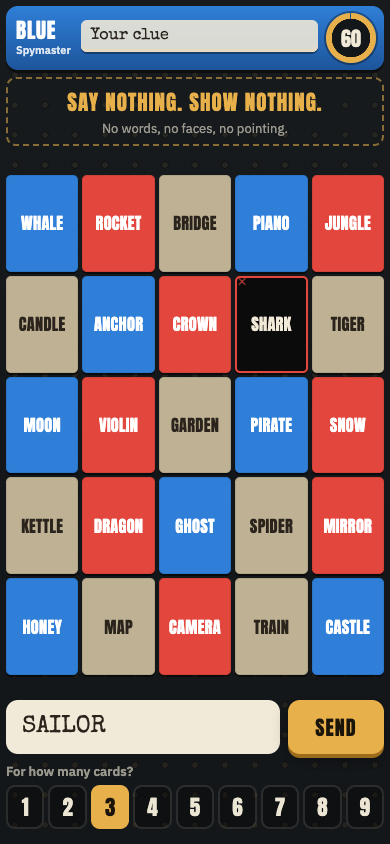 BLUE
Spymaster
Your clue
60
SAY NOTHING. SHOW NOTHING.
No words, no faces, no pointing.
WHALE ROCKET BRIDGE PIANO JUNGLE
CANDLE ANCHOR CROWN SHARK TIGER
MOON VIOLIN GARDEN PIRATE SNOW
KETTLE DRAGON GHOST SPIDER MIRROR
HONEY MAP CAMERA TRAIN CASTLE
SAILOR SEND
For how many cards?
1 2 3 4 5 6 7 8 9